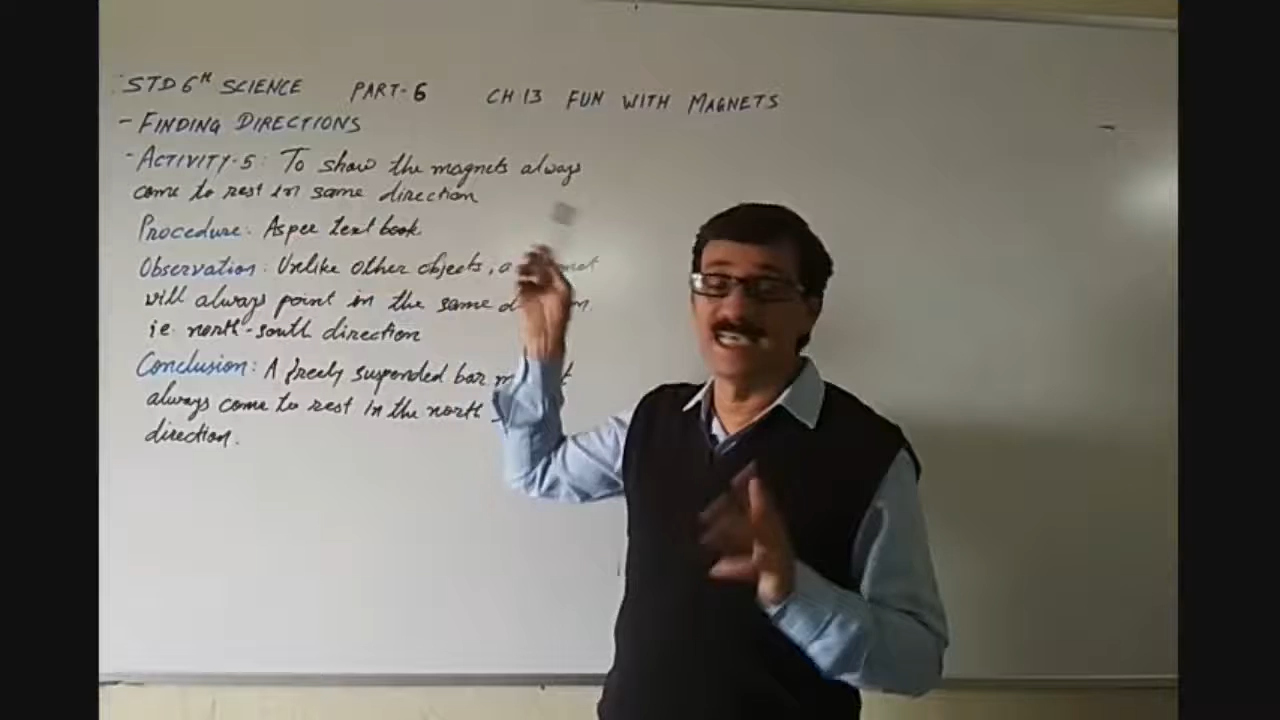 STD 6th SCIENCE PART-6 CH 13 FUN WITH MAGNETS
- FINDING DIRECTIONS
- ACTIVITY-5: To show the magnets always
come to rest in same direction
Procedure: As per text book
Observation: Unlike other objects, a
will always point in the same
i.e. north-south direction
Conclusion: A freely suspended bar
always come to rest in the north
direction.